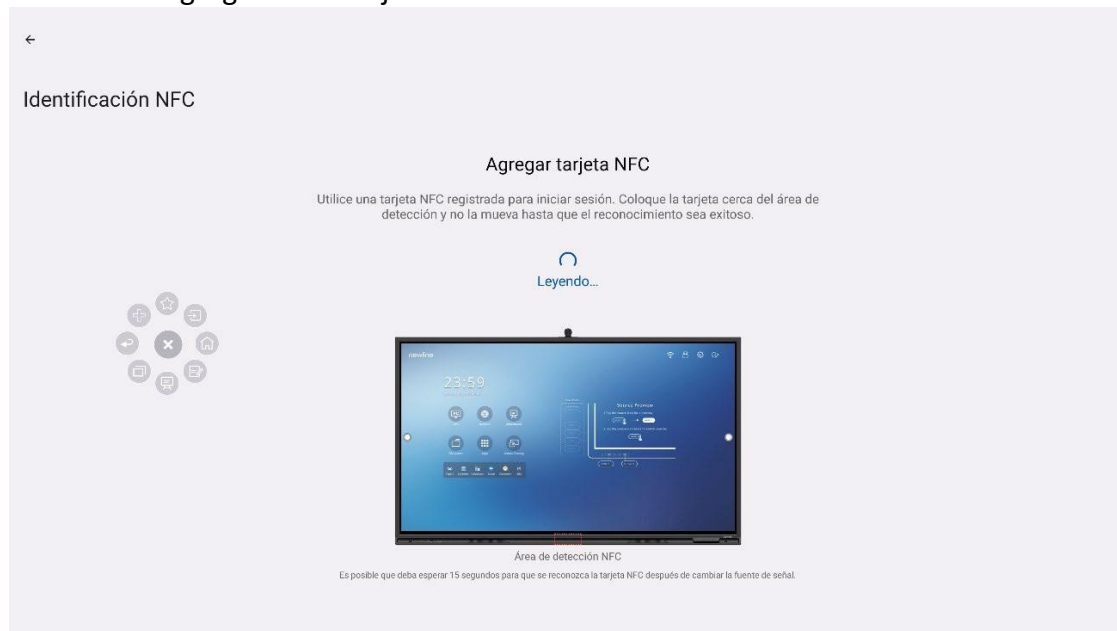 Identificación NFC
Agregar tarjeta NFC
Utilice una tarjeta NFC registrada para iniciar sesión. Coloque la tarjeta cerca del área de
detección y no la mueva hasta que el reconocimiento sea exitoso.
Leyendo...
newline
23:59
Source Preview
Área de detección NFC
Es posible que deba esperar 15 segundos para que se reconozca la tarjeta NFC después de cambiar la fuente de señal.